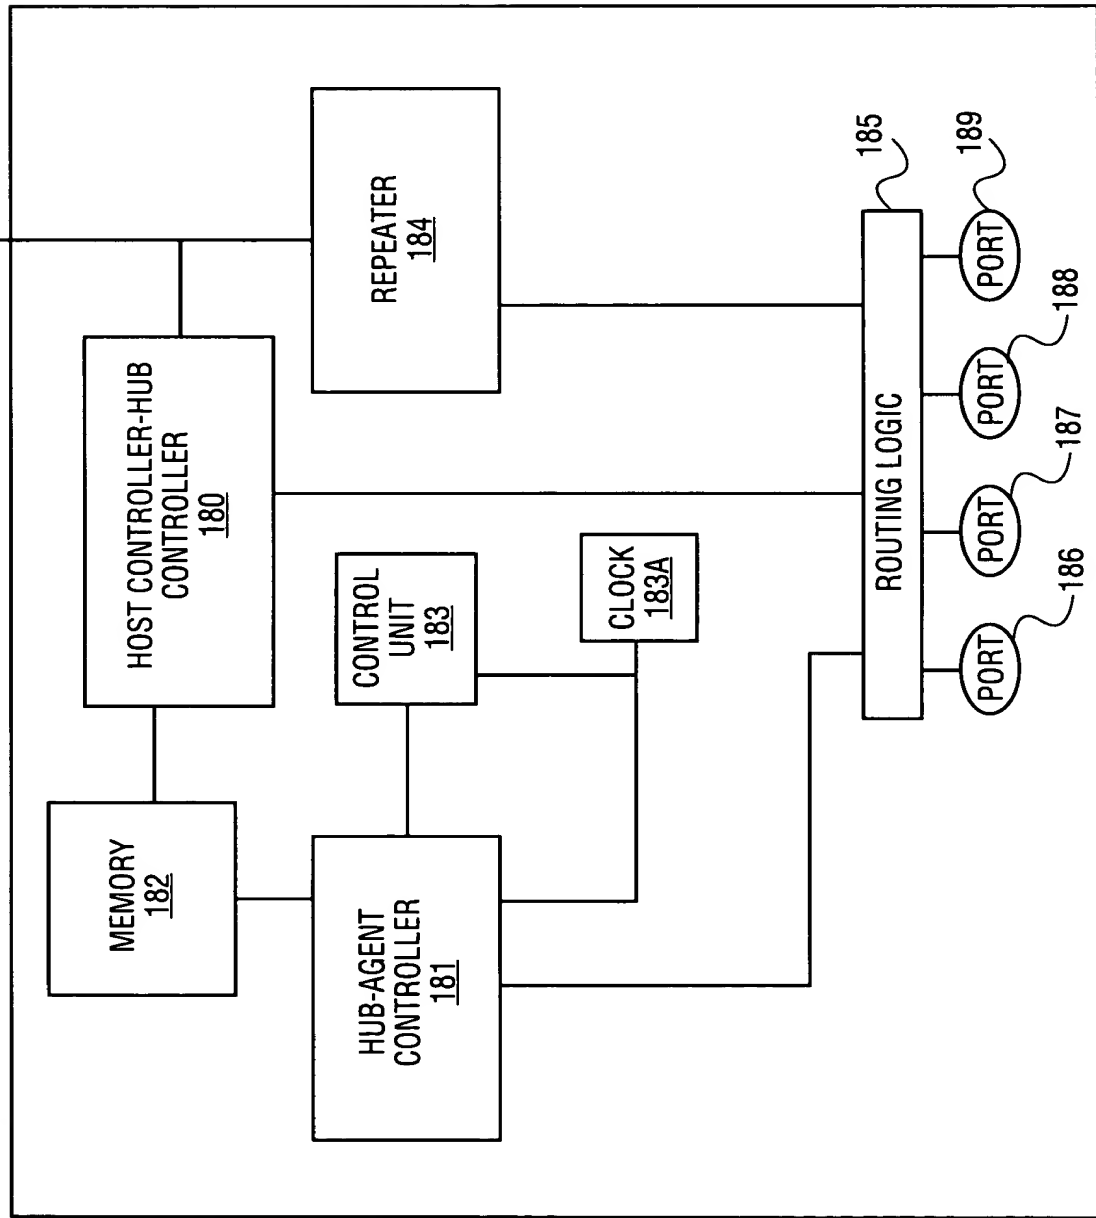 MEMORY
182
HOST CONTROLLER-HUB
CONTROLLER
180
HUB-AGENT
CONTROLLER
181
CONTROL
UNIT
183
REPEATER
184
CLOCK
183A
ROUTING LOGIC
185
PORT
PORT
PORT
PORT
186
187
188
189